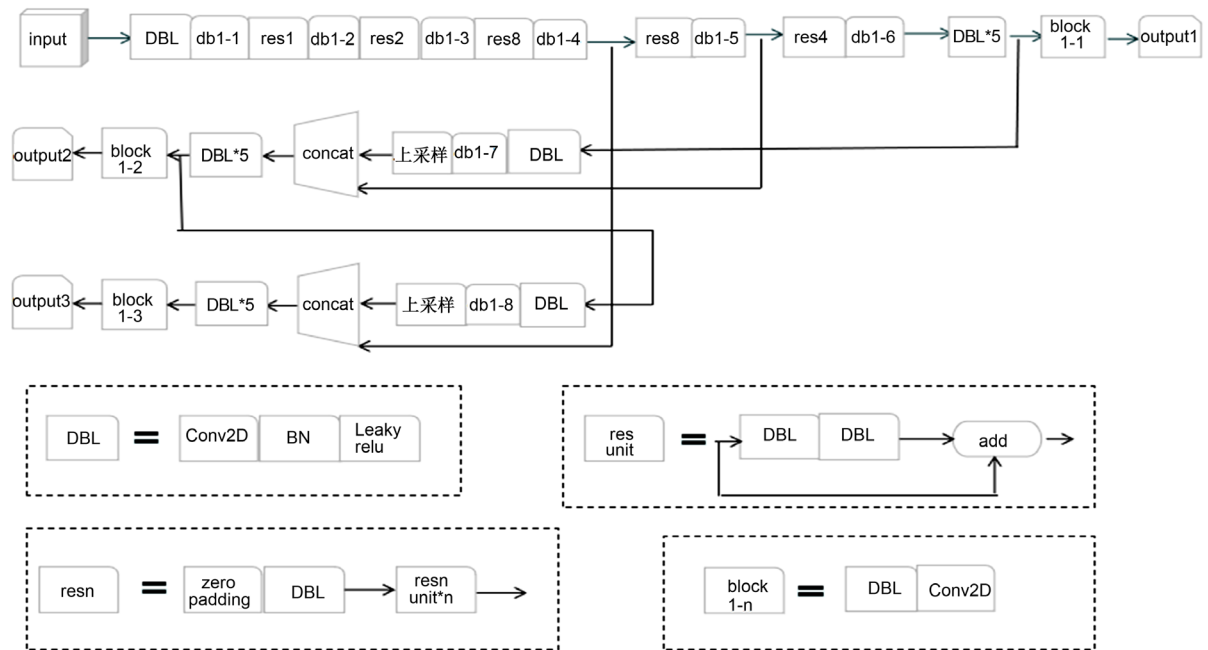 input
DBL
db1-1
res1
db1-2
res2
db1-3
res8
db1-4
res8
db1-5
res4
db1-6
DBL*5
block
1-1
output1
output2
block
1-2
DBL*5
concat
上采样
db1-7
DBL
output3
block
1-3
DBL*5
concat
上采样
db1-8
DBL
DBL
=
Conv2D
BN
Leaky
relu
res
unit
=
DBL
DBL
add
resn
=
zero
padding
DBL
resn
unit*n
block
1-n
=
DBL
Conv2D